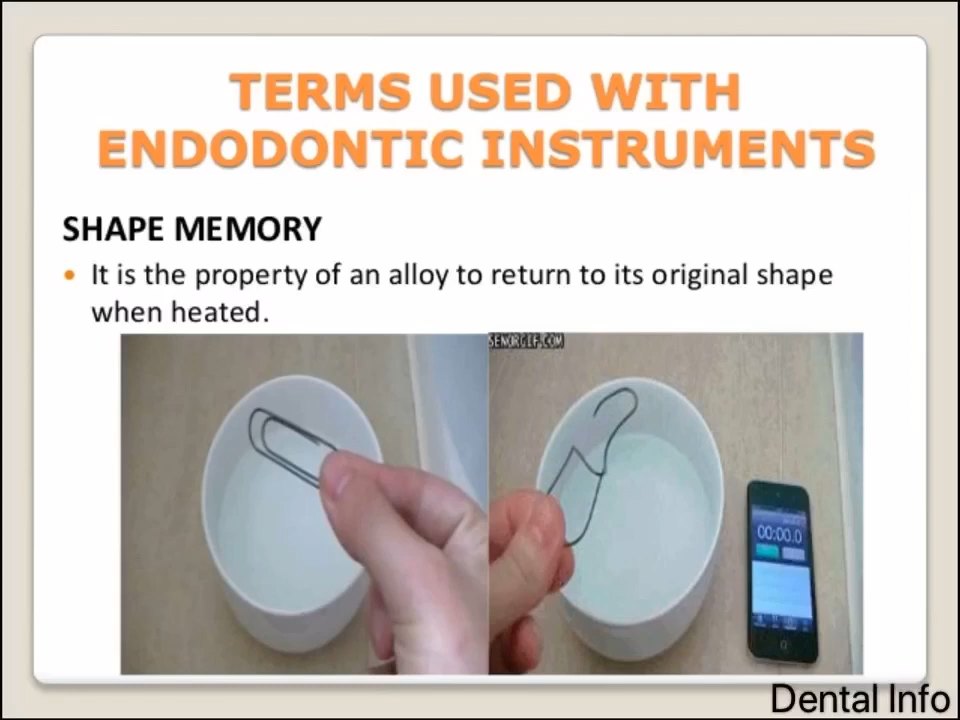 TERMS USED WITH
ENDODONTIC INSTRUMENTS
SHAPE MEMORY
• It is the property of an alloy to return to its original shape
when heated.
SENORGIF.COM
00:00.0
Dental Info